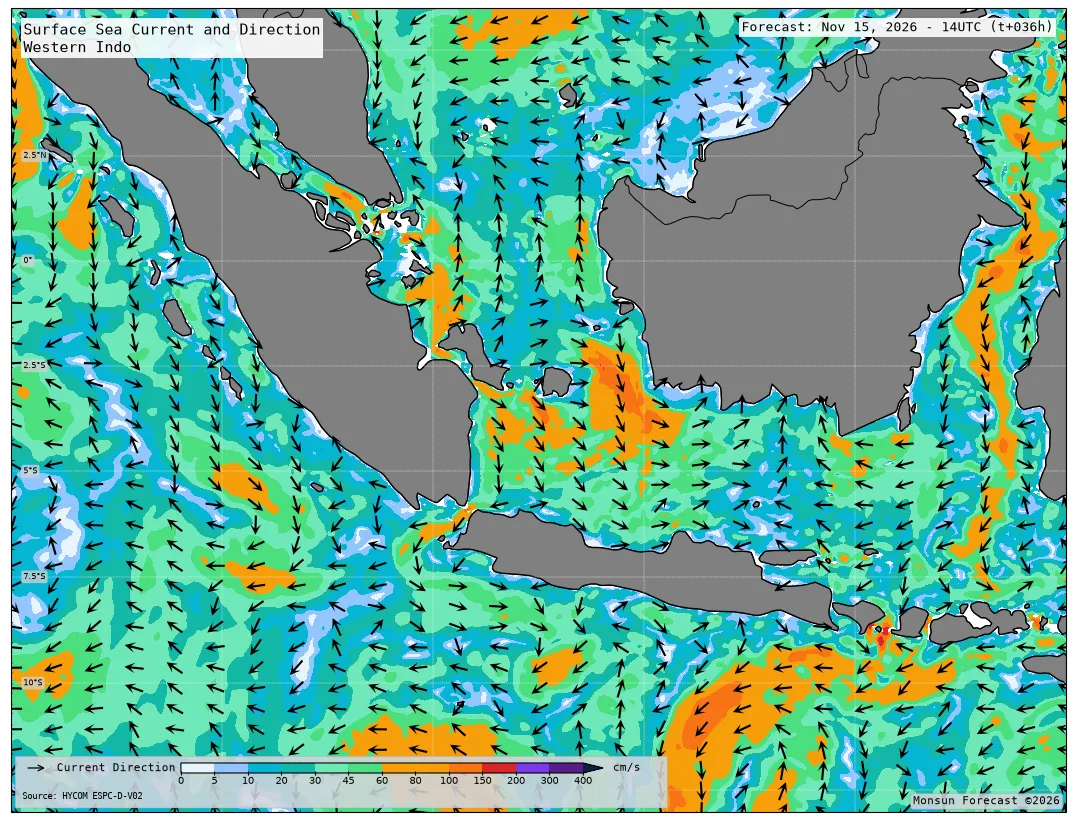 Surface Sea Current and Direction
Western Indo
Forecast: Nov 15, 2026 - 14UTC (t+036h)
2.5°N
0°
2.5°S
5°S
7.5°S
10°S
Current Direction
0 5 10 20 30 45 60 80 100 150 200 300 400
cm/s
Source: HYCOM ESPC-D-V02
Monsun Forecast ©2026